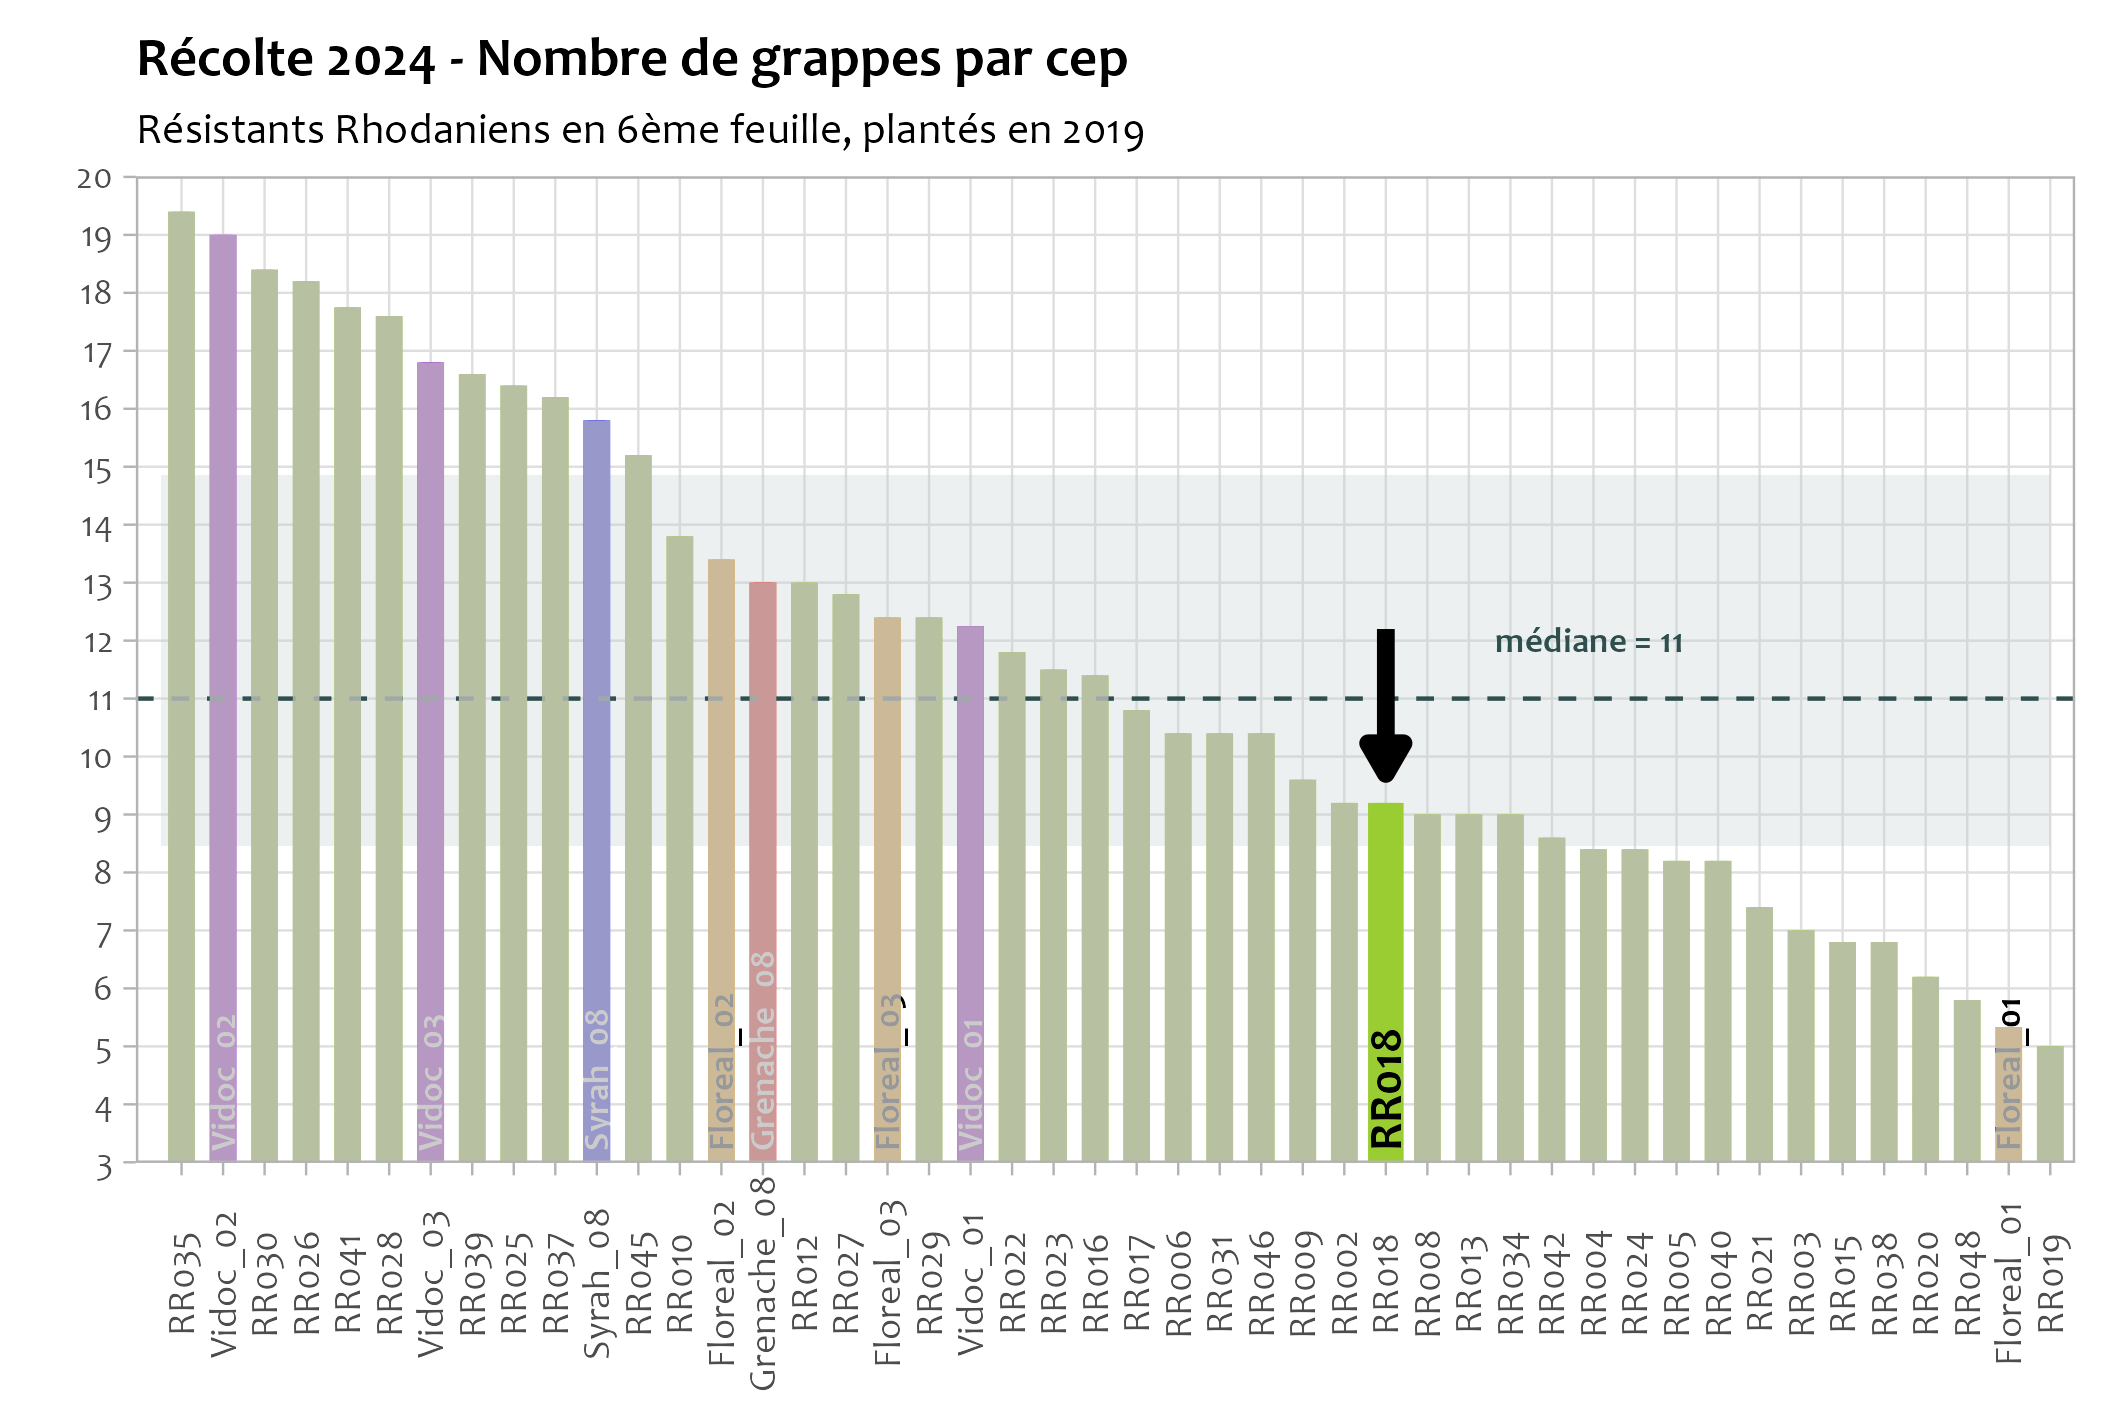 Récolte 2024 - Nombre de grappes par cep
Résistants Rhodaniens en 6ème feuille, plantés en 2019
20
19
18
17
16
15
14
13
12
11
10
9
8
7
6
5
4
3
médiane = 11
Vidoc_02
Vidoc_03
Syrah_08
Floreal_02
Grenache_08
Floreal_03
Vidoc_01
RR018
Floreal_01
RR035
Vidoc_02
RR030
RR026
RR041
RR028
Vidoc_03
RR039
RR025
RR037
Syrah_08
RR045
RR010
Floreal_02
Grenache_08
RR012
RR027
Floreal_03
RR029
Vidoc_01
RR022
RR023
RR016
RR017
RR006
RR031
RR046
RR009
RR002
RR018
RR008
RR013
RR034
RR042
RR004
RR024
RR005
RR040
RR021
RR003
RR015
RR038
RR020
RR048
Floreal_01
RR019